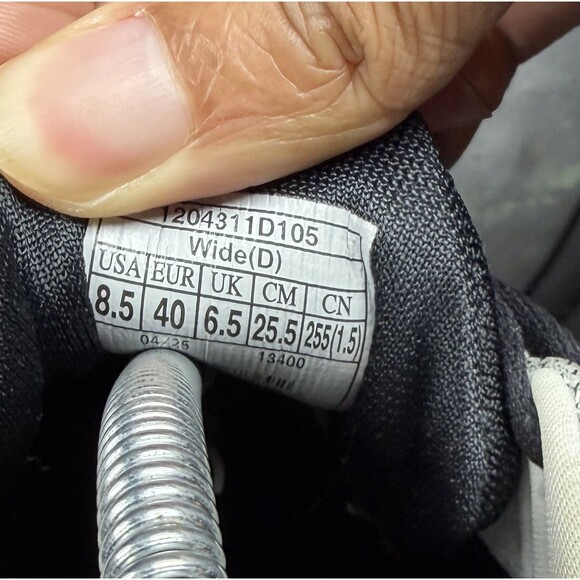 1204311D105
Wide(D)
USA EUR UK CM CN
8.5 40 6.5 25.5 255(1.5)
04/25 13400